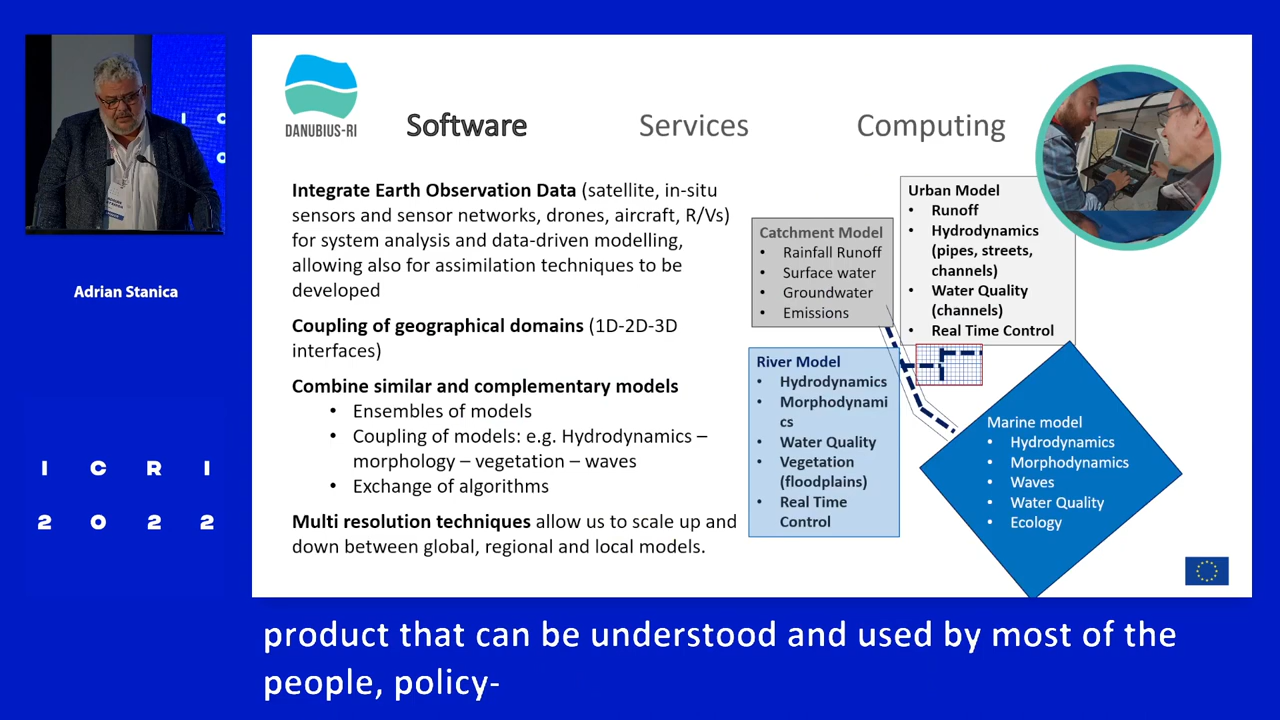 DANUBIUS-RI
Software
Services
Computing
Integrate Earth Observation Data (satellite, in-situ
sensors and sensor networks, drones, aircraft, R/Vs)
for system analysis and data-driven modelling,
allowing also for assimilation techniques to be
developed
Coupling of geographical domains (1D-2D-3D
interfaces)
Combine similar and complementary models
• Ensembles of models
• Coupling of models: e.g. Hydrodynamics –
morphology – vegetation – waves
• Exchange of algorithms
Multi resolution techniques allow us to scale up and
down between global, regional and local models.
Catchment Model
• Rainfall Runoff
• Surface water
• Groundwater
• Emissions
Urban Model
• Runoff
• Hydrodynamics
(pipes, streets,
channels)
• Water Quality
(channels)
• Real Time Control
River Model
• Hydrodynamics
• Morphodynami
cs
• Water Quality
• Vegetation
(floodplains)
• Real Time
Control
Marine model
• Hydrodynamics
• Morphodynamics
• Waves
• Water Quality
• Ecology
Adrian Stanica
I C R I
2 0 2 2
product that can be understood and used by most of the
people, policy-